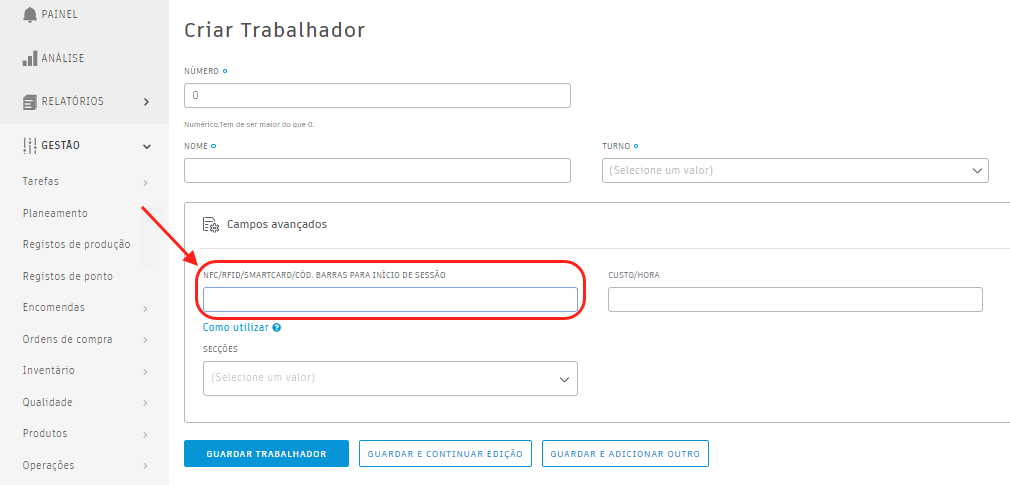 PAINEL
ANÁLISE
RELATÓRIOS
GESTÃO
Tarefas
Planeamento
Registos de produção
Registos de ponto
Encomendas
Ordens de compra
Inventário
Qualidade
Produtos
Operações
Criar Trabalhador
NÚMERO
0
Numérico.Tem de ser maior do que 0.
NOME
TURNO
(Selecione um valor)
Campos avançados
NFC/RFID/SMARTCARD/CÓD. BARRAS PARA INÍCIO DE SESSÃO
CUSTO/HORA
Como utilizar ?
SECÇÕES
(Selecione um valor)
GUARDAR TRABALHADOR
GUARDAR E CONTINUAR EDIÇÃO
GUARDAR E ADICIONAR OUTRO